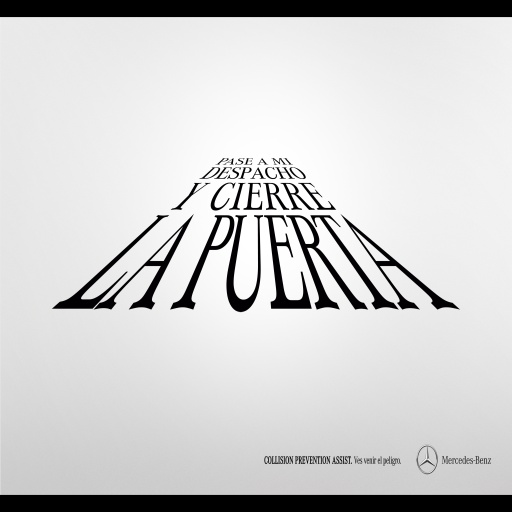 PASE A MI
DESPACHO
Y CIERRE
LA PUERTA
COLLISION PREVENTION ASSIST. Ves venir el peligro.
Mercedes-Benz